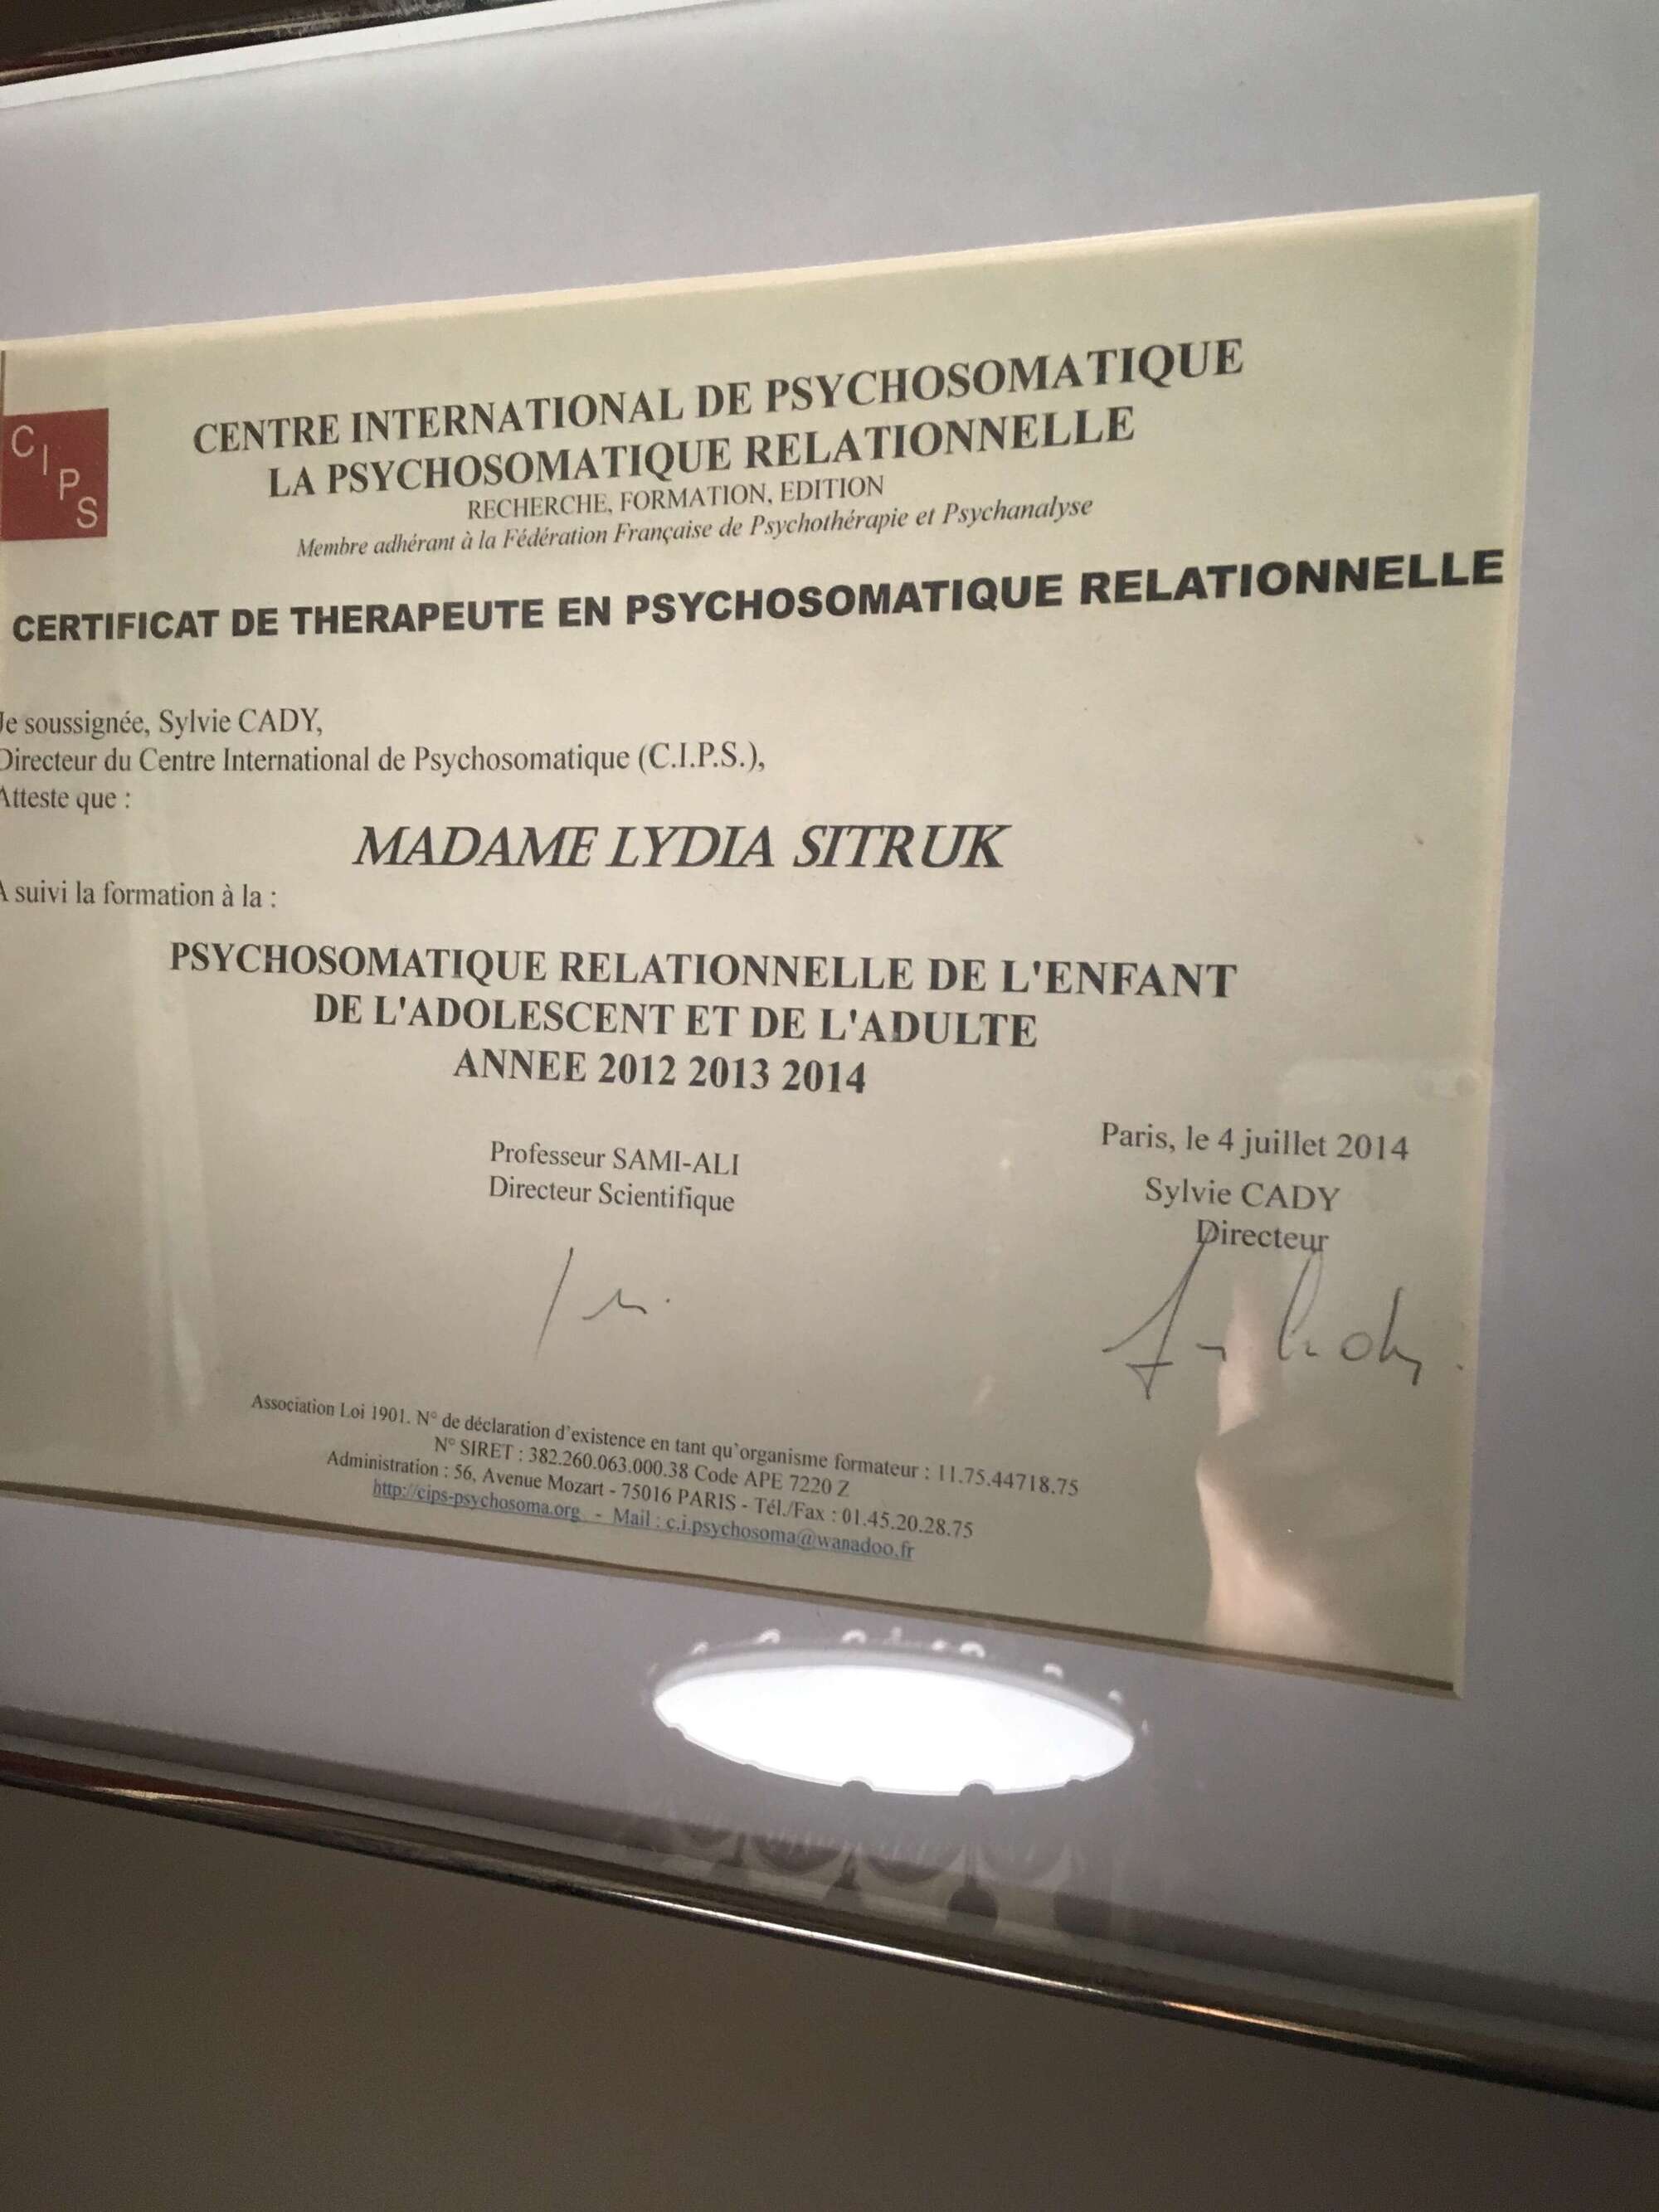 CIPS
CENTRE INTERNATIONAL DE PSYCHOSOMATIQUE
LA PSYCHOSOMATIQUE RELATIONNELLE
RECHERCHE, FORMATION, EDITION
Membre adhérant à la Fédération Française de Psychothérapie et Psychanalyse
CERTIFICAT DE THERAPEUTE EN PSYCHOSOMATIQUE RELATIONNELLE
Je soussignée, Sylvie CADY,
Directeur du Centre International de Psychosomatique (C.I.P.S.),
Atteste que :
MADAME LYDIA SITRUK
A suivi la formation à la :
PSYCHOSOMATIQUE RELATIONNELLE DE L'ENFANT
DE L'ADOLESCENT ET DE L'ADULTE
ANNEE 2012 2013 2014
Paris, le 4 juillet 2014
Professeur SAMI-ALI
Directeur Scientifique
Sylvie CADY
Directeur
Association Loi 1901. N° de déclaration d'existence en tant qu'organisme formateur : 11.75.44718.75
N° SIRET : 382.260.063.000.38 Code APE 7220 Z
Administration : 56, Avenue Mozart - 75016 PARIS - Tél./Fax : 01.45.20.28.75
http://cips-psychosoma.org - Mail : c.i.psychosoma@wanadoo.fr